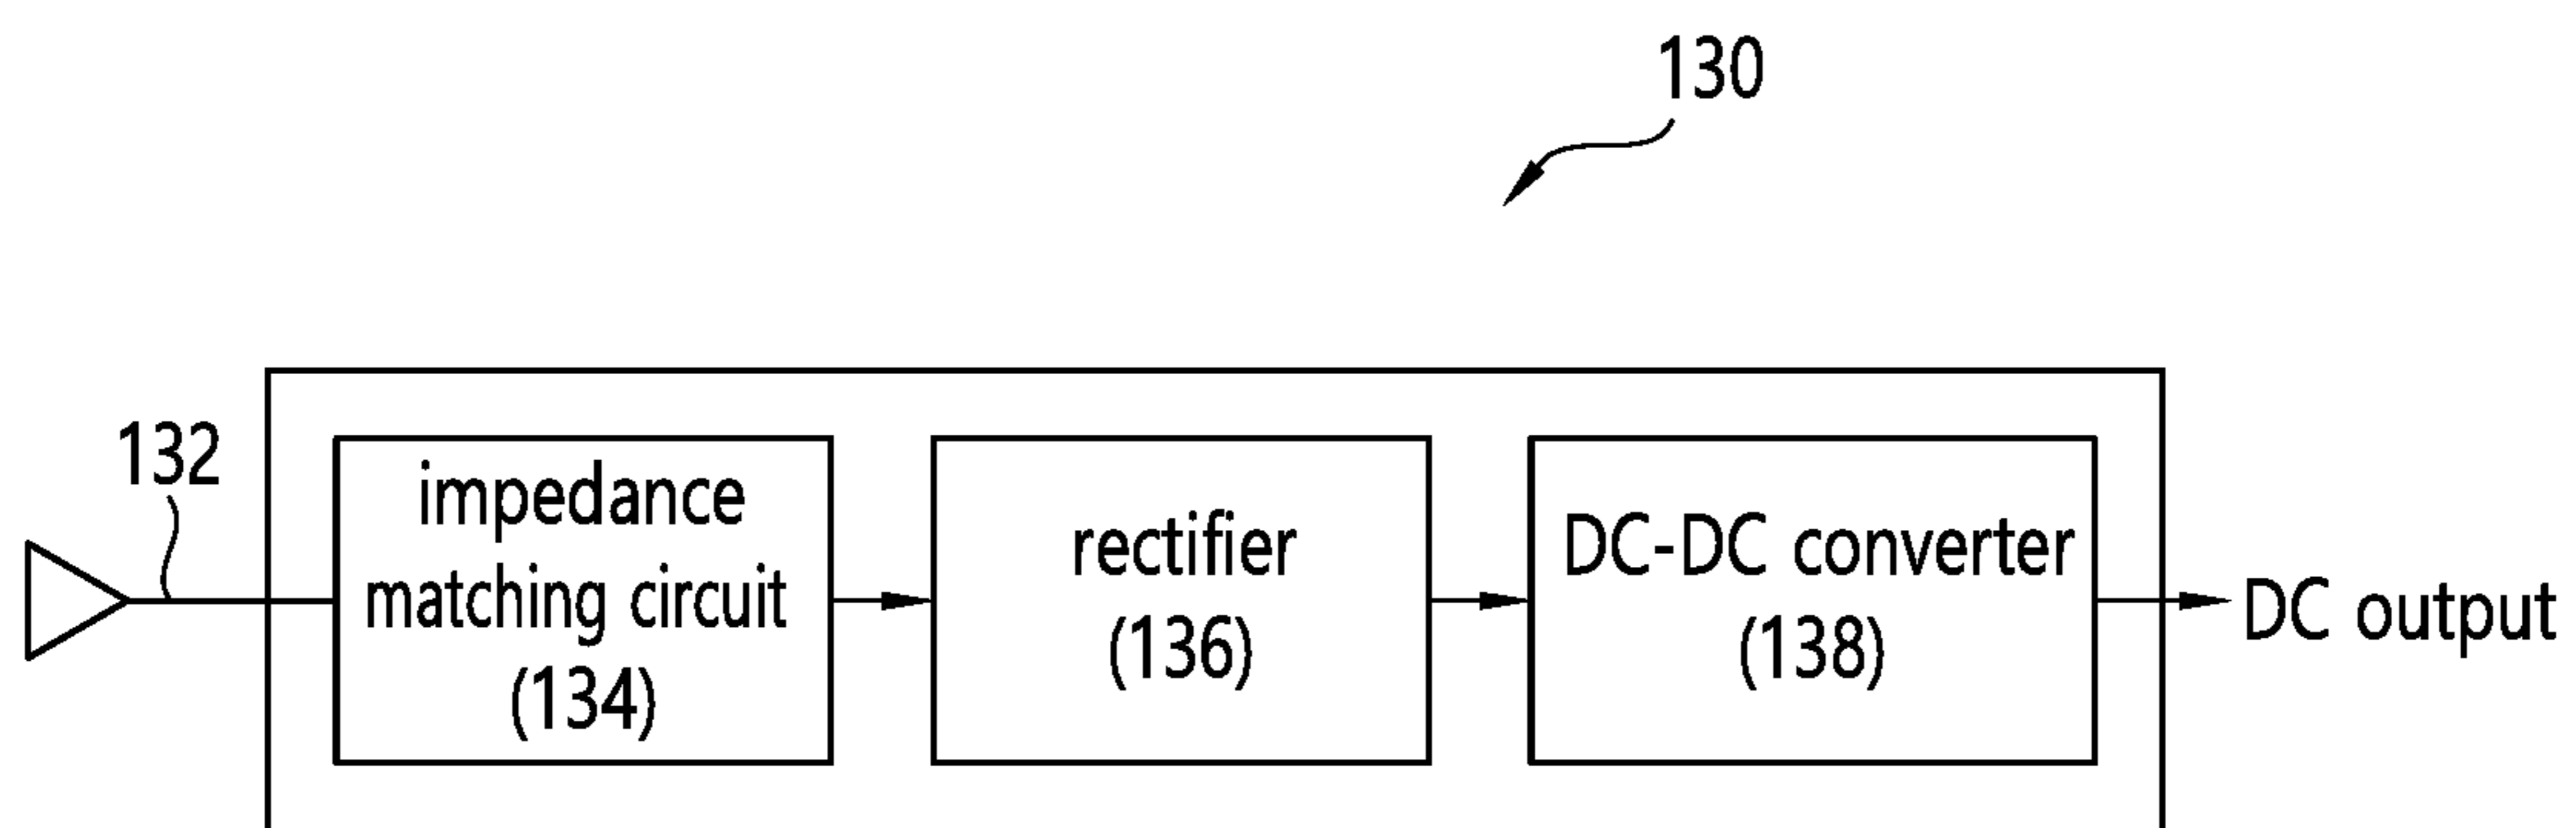 130
132
impedance
matching circuit
(134)
rectifier
(136)
DC-DC converter
(138)
DC output